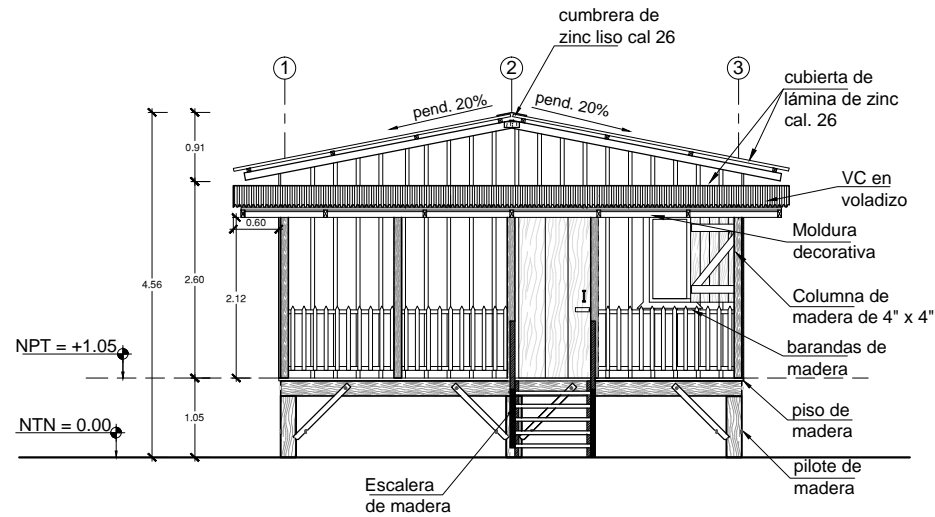 cumbrera de
zinc liso cal 26
1
2
3
pend. 20%
pend. 20%
cubierta de
lámina de zinc
cal. 26
0.91
VC en
voladizo
0.60
Moldura
decorativa
4.56
2.60
2.12
Columna de
madera de 4" x 4"
NPT = +1.05
barandas de
madera
1.05
piso de
madera
NTN = 0.00
pilote de
madera
Escalera
de madera